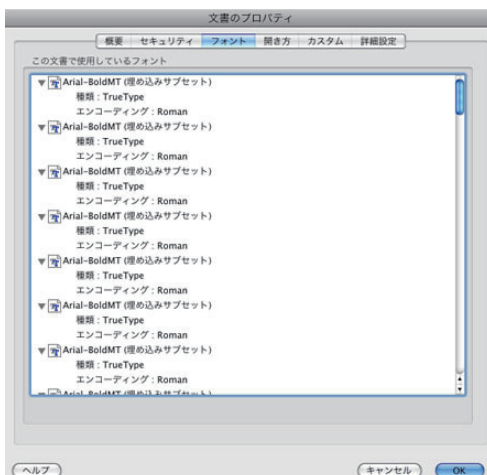 文書のプロパティ
概要 セキュリティ フォント 開き方 カスタム 詳細設定
この文書で使用しているフォント
Arial-BoldMT (埋め込みサブセット)
種類 : TrueType
エンコーディング : Roman
Arial-BoldMT (埋め込みサブセット)
種類 : TrueType
エンコーディング : Roman
Arial-BoldMT (埋め込みサブセット)
種類 : TrueType
エンコーディング : Roman
Arial-BoldMT (埋め込みサブセット)
種類 : TrueType
エンコーディング : Roman
Arial-BoldMT (埋め込みサブセット)
種類 : TrueType
エンコーディング : Roman
Arial-BoldMT (埋め込みサブセット)
種類 : TrueType
エンコーディング : Roman
Arial-BoldMT (埋め込みサブセット)
種類 : TrueType
エンコーディング : Roman
Arial-BoldMT (埋め込みサブセット)
ヘルプ キャンセル OK